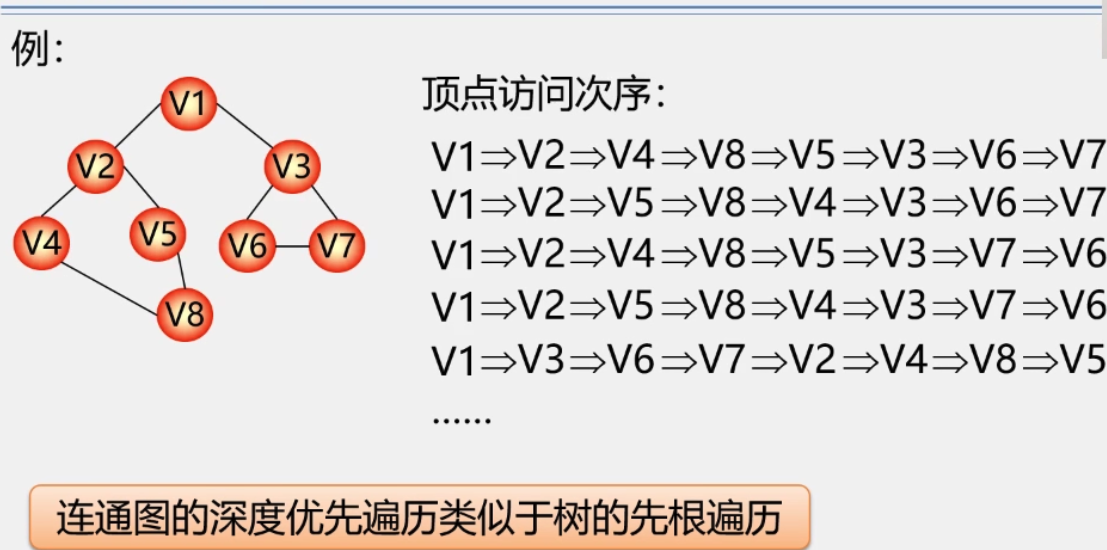 例：
V1
V2
V3
V4
V5
V6
V7
V8
顶点访问次序：
V1⇒V2⇒V4⇒V8⇒V5⇒V3⇒V6⇒V7
V1⇒V2⇒V5⇒V8⇒V4⇒V3⇒V6⇒V7
V1⇒V2⇒V4⇒V8⇒V5⇒V3⇒V7⇒V6
V1⇒V2⇒V5⇒V8⇒V4⇒V3⇒V7⇒V6
V1⇒V3⇒V6⇒V7⇒V2⇒V4⇒V8⇒V5
……
连通图的深度优先遍历类似于树的先根遍历